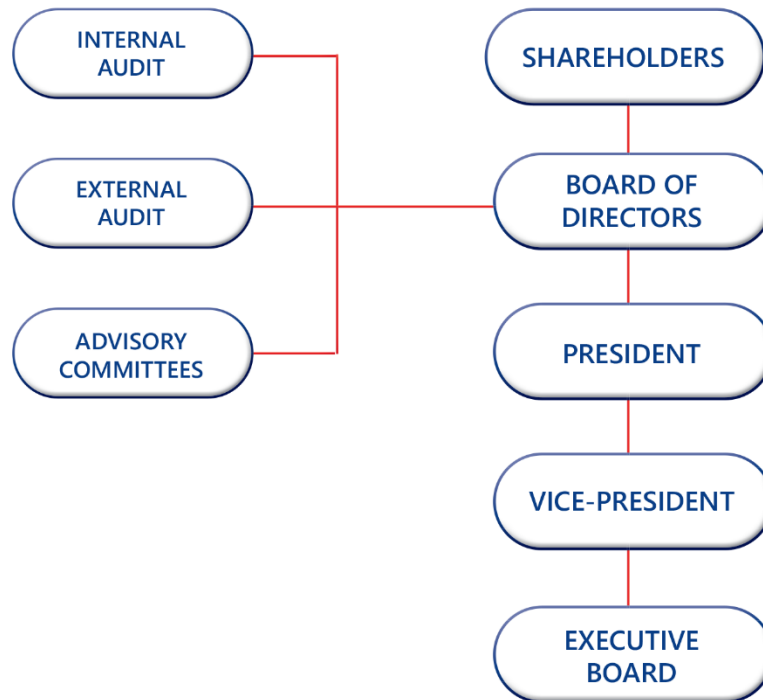 INTERNAL
AUDIT
SHAREHOLDERS
EXTERNAL
AUDIT
BOARD OF
DIRECTORS
ADVISORY
COMMITTEES
PRESIDENT
VICE-PRESIDENT
EXECUTIVE
BOARD